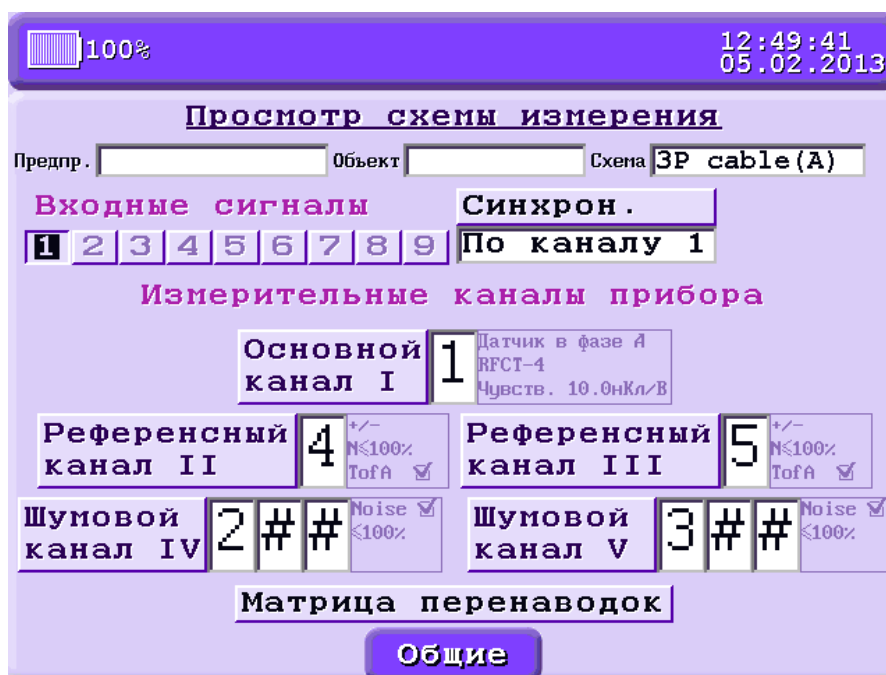 100% 12:49:41
05.02.2013
Просмотр схемы измерения
Предпр. Объект Схема 3P cable(A)
Входные сигналы Синхрон.
1 2 3 4 5 6 7 8 9 По каналу 1
Измерительные каналы прибора
Основной канал I 1
Датчик в фазе A
RFCT-4
Чувств. 10.0нКл/В
Референсный канал II 4
+/-
N≤100%
TofA
Референсный канал III 5
+/-
N≤100%
TofA
Шумовой канал IV 2 # #
Noise
≤100%
Шумовой канал V 3 # #
Noise
≤100%
Матрица перенаводок
Общие